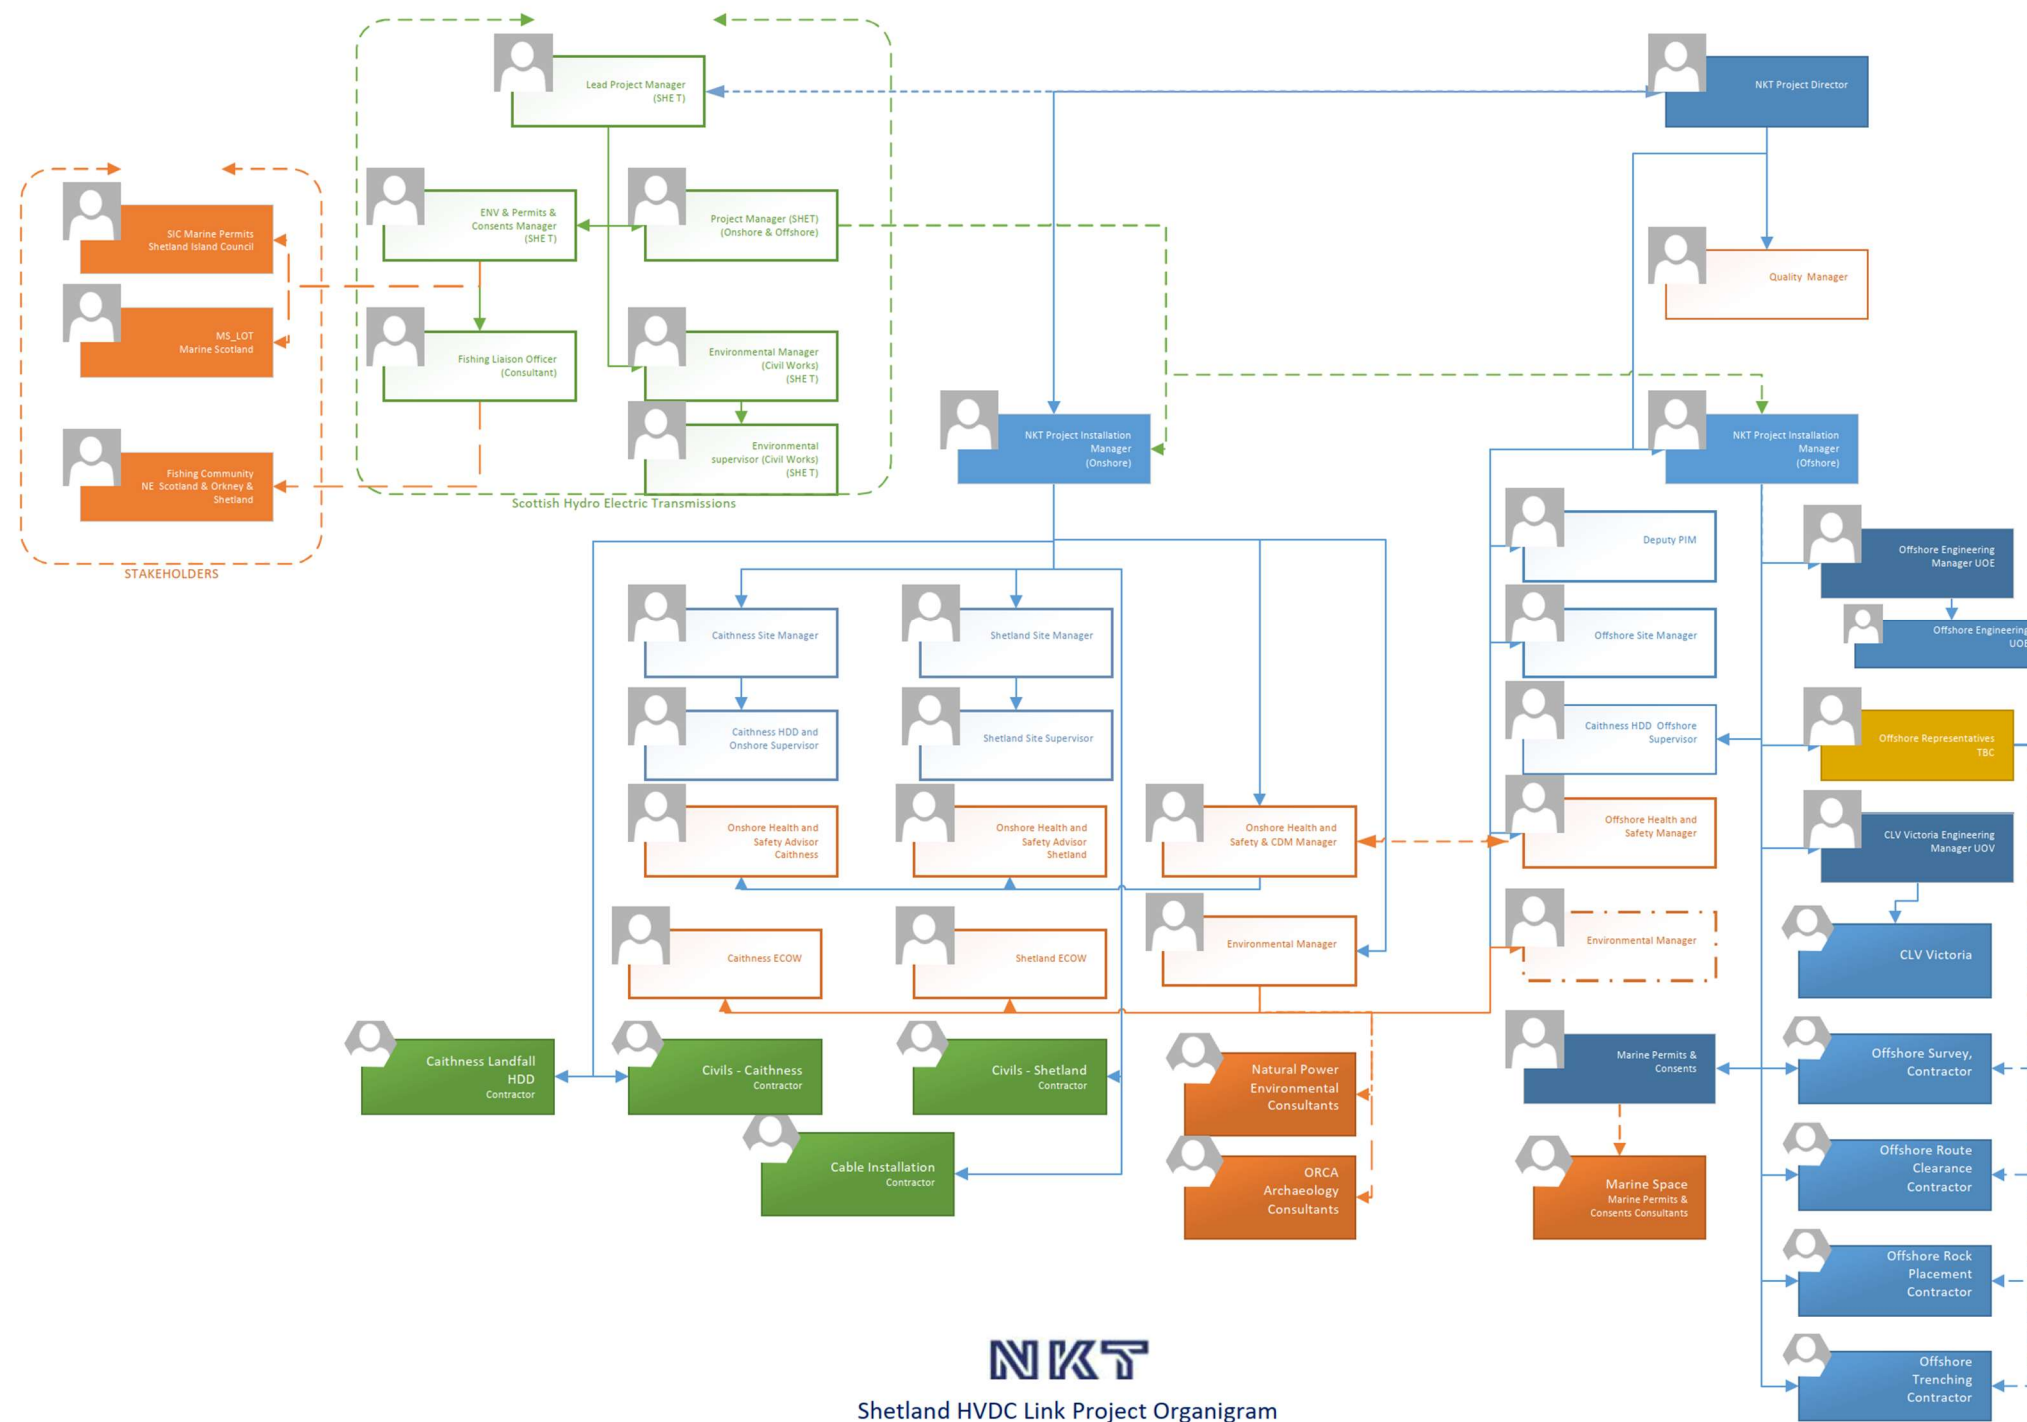 Lead Project Manager
(SHE T)
NKT Project Director
ENV & Permits &
Consents Manager
(SHE T)
Project Manager (SHET)
(Onshore & Offshore)
SIC Marine Permits
Shetland Island Council
Quality Manager
MS_LOT
Marine Scotland
Fishing Liaison Officer
(Consultant)
Environmental Manager
(Civil Works)
(SHE T)
Environmental
supervisor (Civil Works)
(SHE T)
Fishing Community
NE Scotland & Orkney &
Shetland
STAKEHOLDERS
Scottish Hydro Electric Transmissions
NKT Project Installation
Manager
(Onshore)
NKT Project Installation
Manager
(Ofshore)
Deputy PIM
Offshore Engineering
Manager UOE
Caithness Site Manager
Shetland Site Manager
Offshore Site Manager
Offshore Engineering
UOE
Caithness HDD and
Onshore Supervisor
Shetland Site Supervisor
Caithness HDD Offshore
Supervisor
Offshore Representatives
TBC
Onshore Health and
Safety Advisor
Caithness
Onshore Health and
Safety Advisor
Shetland
Onshore Health and
Safety & CDM Manager
Offshore Health and
Safety Manager
CLV Victoria Engineering
Manager UOV
Caithness ECOW
Shetland ECOW
Environmental Manager
Environmental Manager
CLV Victoria
Caithness Landfall
HDD
Contractor
Civils - Caithness
Contractor
Civils - Shetland
Contractor
Natural Power
Environmental
Consultants
Marine Permits &
Consents
Offshore Survey,
Contractor
Cable Installation
Contractor
ORCA
Archaeology
Consultants
Marine Space
Marine Permits &
Consents Consultants
Offshore Route
Clearance
Contractor
Offshore Rock
Placement
Contractor
Offshore
Trenching
Contractor
NKT
Shetland HVDC Link Project Organigram